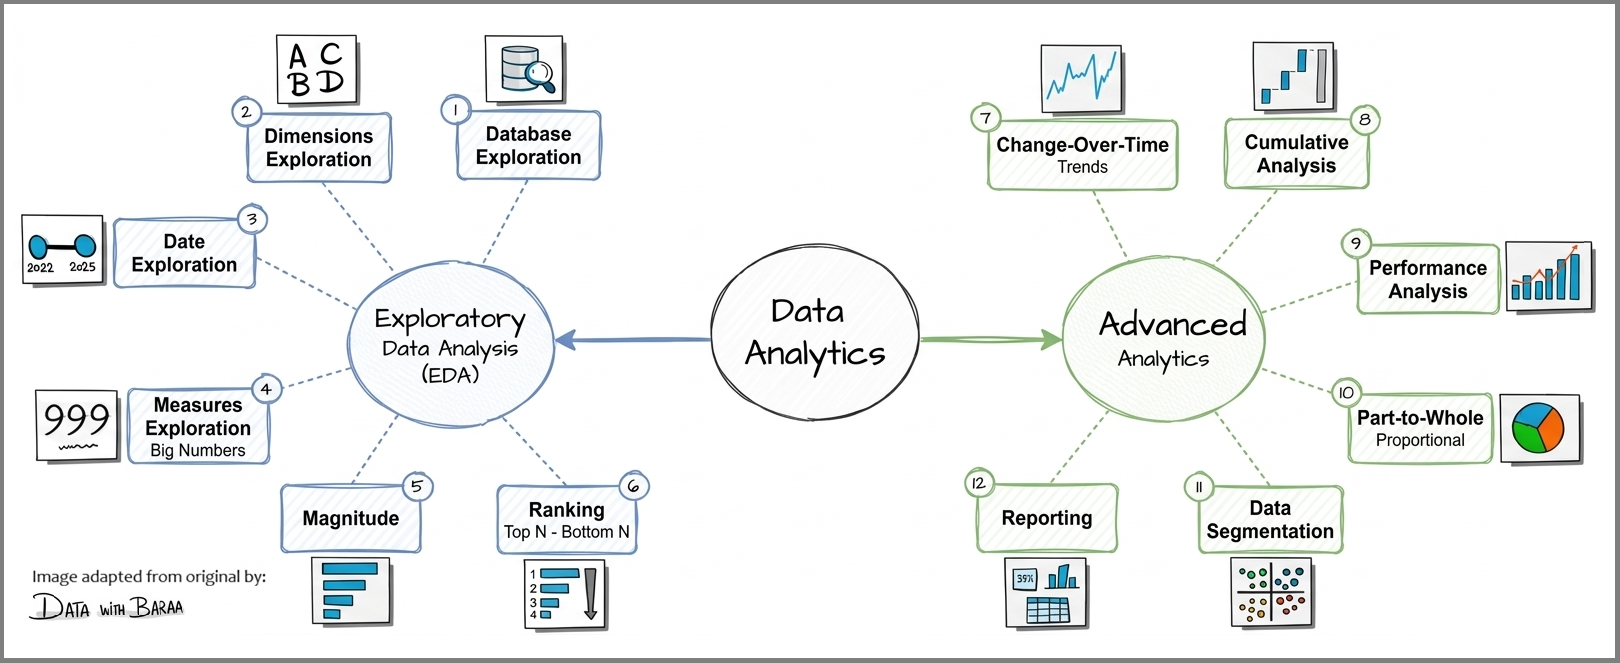 A C
B D
2
Dimensions
Exploration
1
Database
Exploration
3
Date
Exploration
2022 2025
4
Measures
Exploration
Big Numbers
999
5
Magnitude
6
Ranking
Top N - Bottom N
1
2
3
4
Exploratory
Data Analysis
(EDA)
Data
Analytics
Advanced
Analytics
7
Change-Over-Time
Trends
8
Cumulative
Analysis
9
Performance
Analysis
10
Part-to-Whole
Proportional
11
Data
Segmentation
12
Reporting
39%
Image adapted from original by:
DATA WITH BARAA